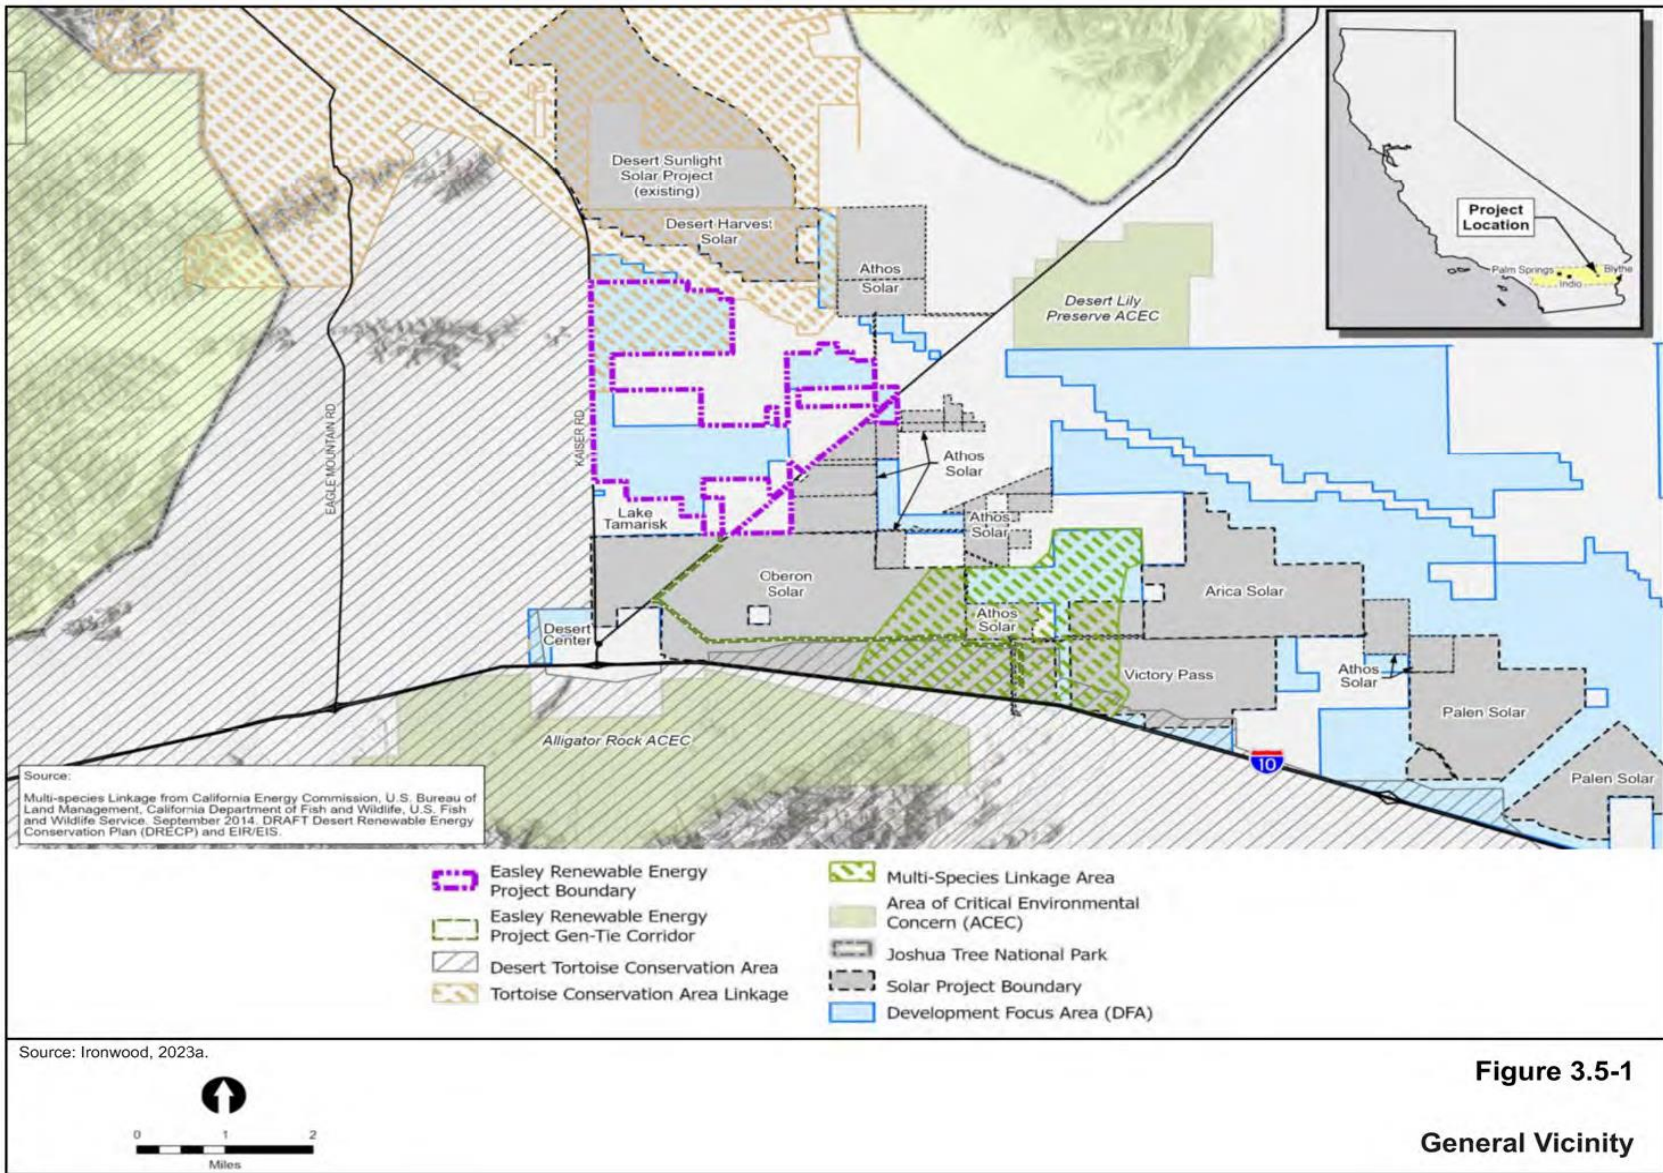 Desert Sunlight
Solar Project
(existing)
Desert Harvest
Solar
Athos
Solar
Desert Lily
Preserve ACEC
Project
Location
Palm Springs
Blythe
Indio
EAGLE MOUNTAIN RD
KAISER RD
Athos
Solar
Lake
Tamarisk
Athos
Solar
Oberon
Solar
Arica Solar
Athos
Solar
Desert
Center
Victory Pass
Athos
Solar
Palen Solar
Alligator Rock ACEC
10
Palen Solar
Source:
Multi-species Linkage from California Energy Commission, U.S. Bureau of
Land Management, California Department of Fish and Wildlife, U.S. Fish
and Wildlife Service. September 2014. DRAFT Desert Renewable Energy
Conservation Plan (DRECP) and EIR/EIS.
Easley Renewable Energy
Project Boundary
Easley Renewable Energy
Project Gen-Tie Corridor
Desert Tortoise Conservation Area
Tortoise Conservation Area Linkage
Multi-Species Linkage Area
Area of Critical Environmental
Concern (ACEC)
Joshua Tree National Park
Solar Project Boundary
Development Focus Area (DFA)
Source: Ironwood, 2023a.
0 1 2
Miles
Figure 3.5-1
General Vicinity